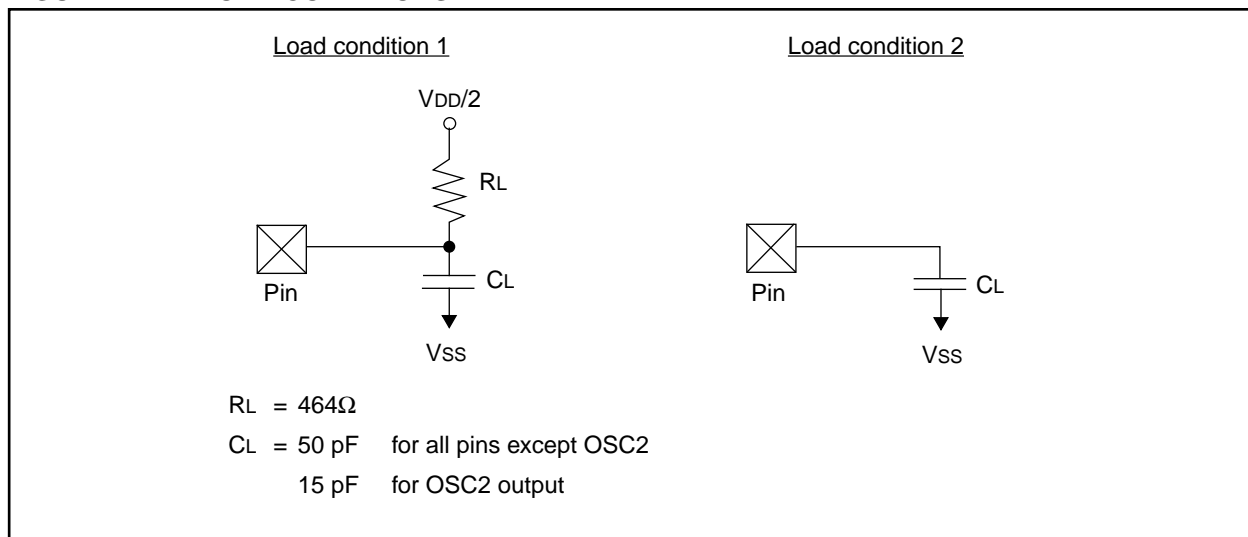 Load condition 1
Load condition 2
VDD/2
RL
Pin
CL
VSS
Pin
CL
VSS
RL = 464Ω
CL = 50 pF for all pins except OSC2
15 pF for OSC2 output